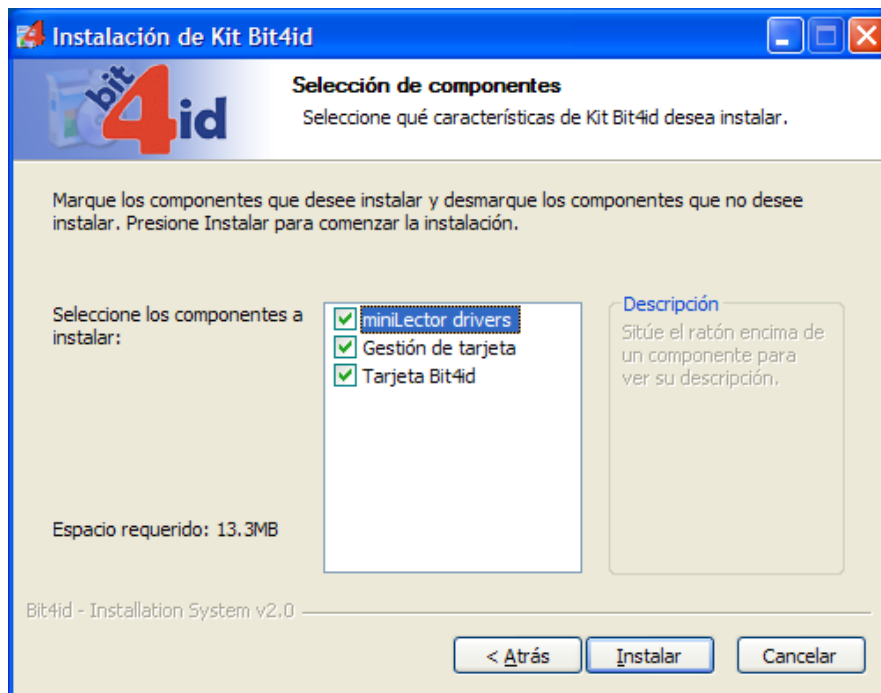 Instalación de Kit Bit4id
bit
4id
Selección de componentes
Seleccione qué características de Kit Bit4id desea instalar.
Marque los componentes que desee instalar y desmarque los componentes que no desee
instalar. Presione Instalar para comenzar la instalación.
Seleccione los componentes a
instalar:
miniLector drivers
Gestión de tarjeta
Tarjeta Bit4id
Descripción
Sitúe el ratón encima de
un componente para
ver su descripción.
Espacio requerido: 13.3MB
Bit4id - Installation System v2.0
< Atrás
Instalar
Cancelar